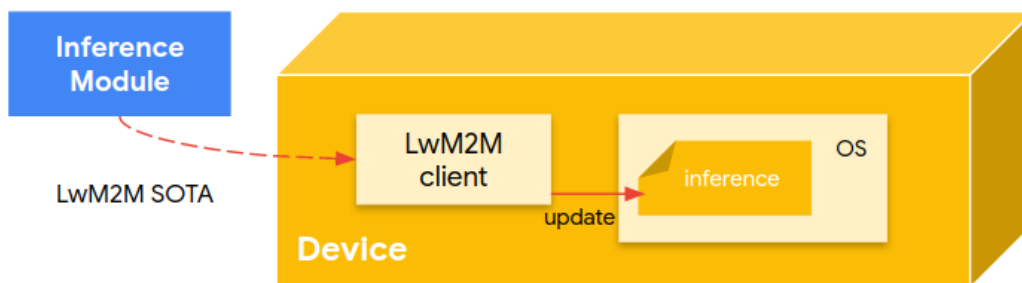 Inference
Module
LwM2M SOTA
LwM2M
client
update
OS
inference
Device